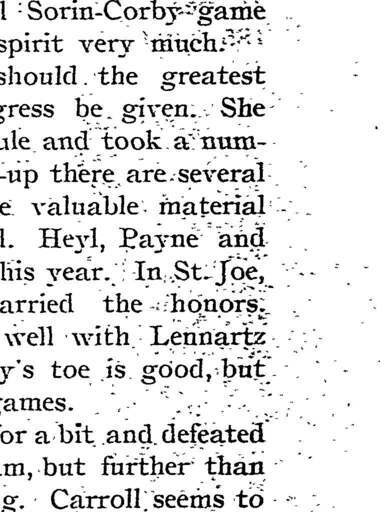 l Sorin-Corby game
spirit very much.
should the greatest
gress be given. She
ule and took a num-
-up there are several
e valuable material
l. Heyl, Payne and
his year. In St. Joe,
arried the honors.
well with Lennartz
y's toe is good, but
games.
or a bit and defeated
m, but further than
g. Carroll seems to